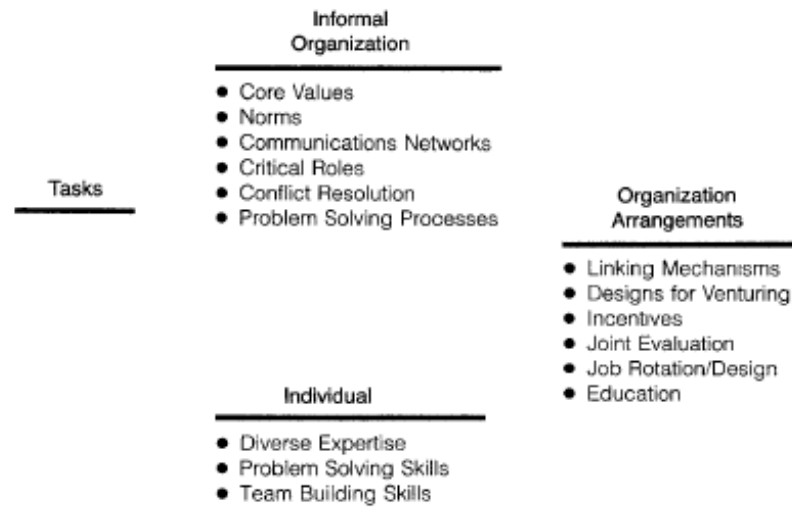 Informal
Organization
● Core Values
● Norms
● Communications Networks
● Critical Roles
● Conflict Resolution
● Problem Solving Processes
Tasks
Organization
Arrangements
● Linking Mechanisms
● Designs for Venturing
● Incentives
● Joint Evaluation
● Job Rotation/Design
● Education
Individual
● Diverse Expertise
● Problem Solving Skills
● Team Building Skills